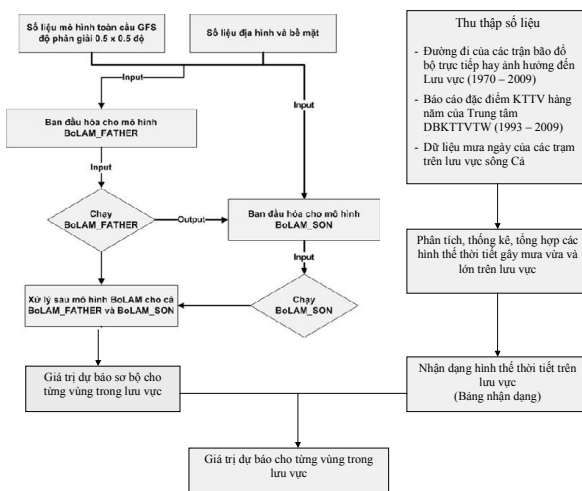 Số liệu mô hình toàn cầu GFS
độ phân giải 0.5 x 0.5 độ
Số liệu địa hình và bề mặt
Input
Input
Ban đầu hóa cho mô hình
BoLAM_FATHER
Input
Chạy
BoLAM_FATHER
Output
Ban đầu hóa cho mô hình
BoLAM_SON
Input
Chạy
BoLAM_SON
Xử lý sau mô hình BoLAM cho cả
BoLAM_FATHER và BoLAM_SON
Giá trị dự báo sơ bộ cho
từng vùng trong lưu vực
Thu thập số liệu
- Đường đi của các trận bão đổ
bộ trực tiếp hay ảnh hưởng đến
Lưu vực (1970 – 2009)
- Báo cáo đặc điểm KTTV hàng
năm của Trung tâm
DBKTTVTW (1993 – 2009)
- Dữ liệu mưa ngày của các trạm
trên lưu vực sông Cả
Phân tích, thống kê, tổng hợp các
hình thế thời tiết gây mưa vừa và
lớn trên lưu vực
Nhận dạng hình thế thời tiết trên
lưu vực
(Bảng nhận dạng)
Giá trị dự báo cho từng vùng trong
lưu vực